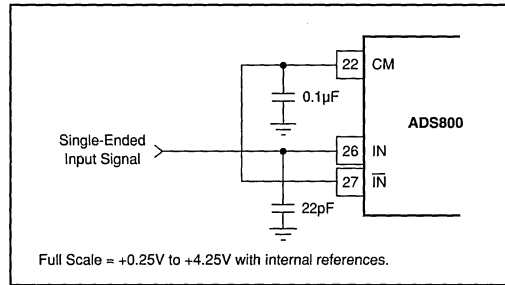 22 CM
0.1µF
ADS800
Single-Ended
Input Signal
26 IN
27 IN
22pF
Full Scale = +0.25V to +4.25V with internal references.